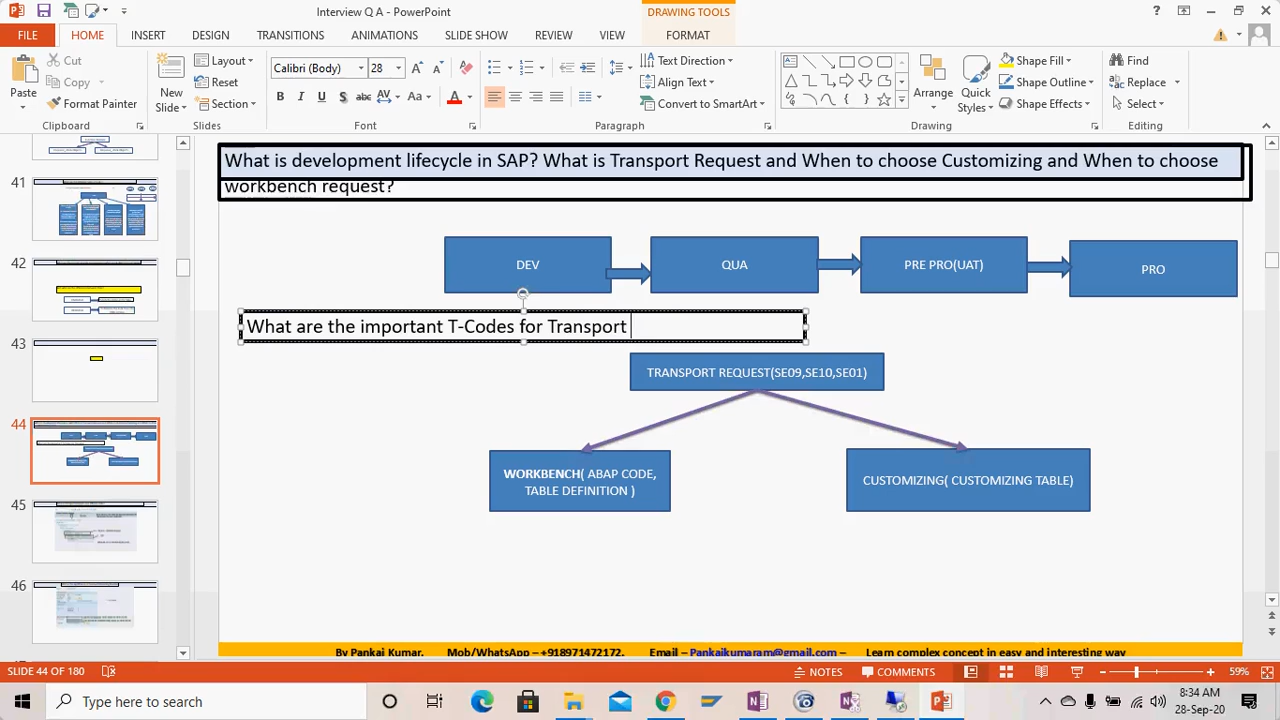 Interview Q A - PowerPoint
DRAWING TOOLS
FILE HOME INSERT DESIGN TRANSITIONS ANIMATIONS SLIDE SHOW REVIEW VIEW FORMAT
Paste
Cut
Copy
Format Painter
Clipboard
New Slide
Layout
Reset
Section
Slides
Calibri (Body) 28
Font
Paragraph
Text Direction
Align Text
Convert to SmartArt
Arrange
Quick Styles
Shape Fill
Shape Outline
Shape Effects
Drawing
Find
Replace
Select
Editing
41
42
43
44
45
46
What is development lifecycle in SAP? What is Transport Request and When to choose Customizing and When to choose
workbench request?
DEV
QUA
PRE PRO(UAT)
PRO
What are the important T-Codes for Transport
TRANSPORT REQUEST(SE09,SE10,SE01)
WORKBENCH( ABAP CODE,
TABLE DEFINITION )
CUSTOMIZING( CUSTOMIZING TABLE)
By Pankaj Kumar. Mob/WhatsApp – +918971472172. Email – Pankajkumaram@gmail.com – Learn complex concept in easy and interesting way
SLIDE 44 OF 180
NOTES COMMENTS 59%
Type here to search
8:34 AM
28-Sep-20